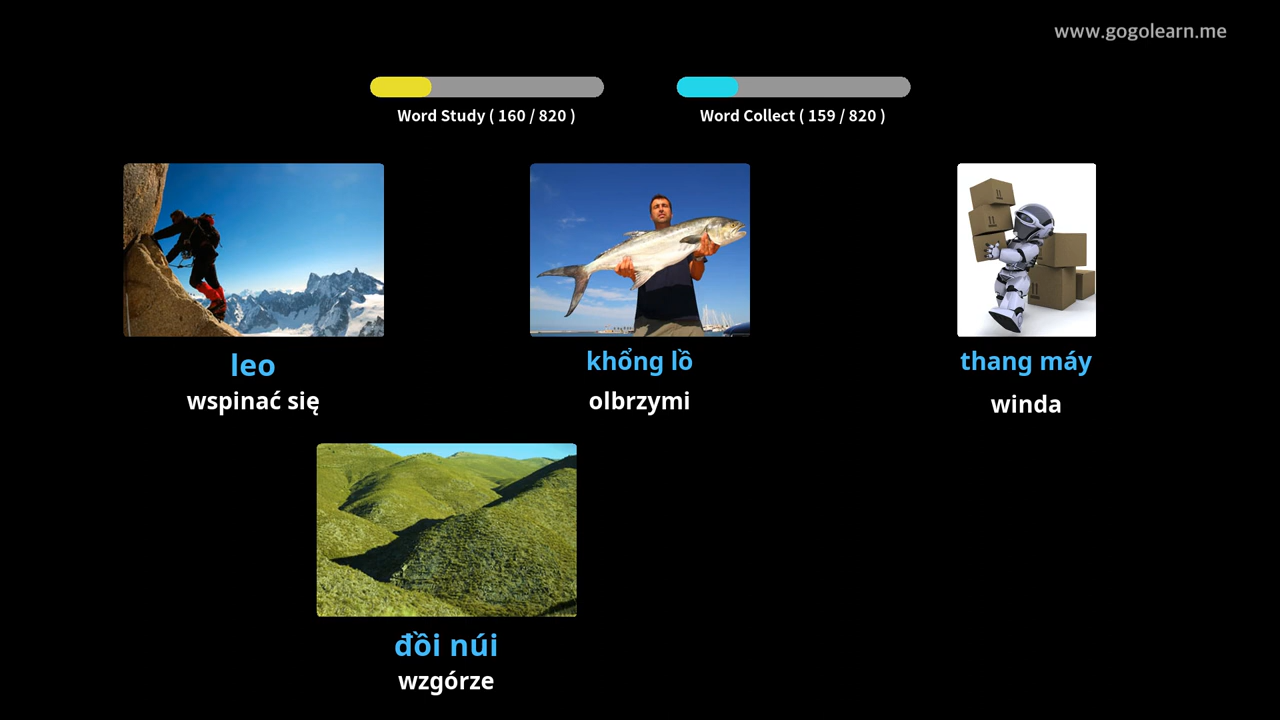 www.gogolearn.me
Word Study ( 160 / 820 )
Word Collect ( 159 / 820 )
leo
wspinać się
khổng lồ
olbrzymi
thang máy
winda
đồi núi
wzgórze